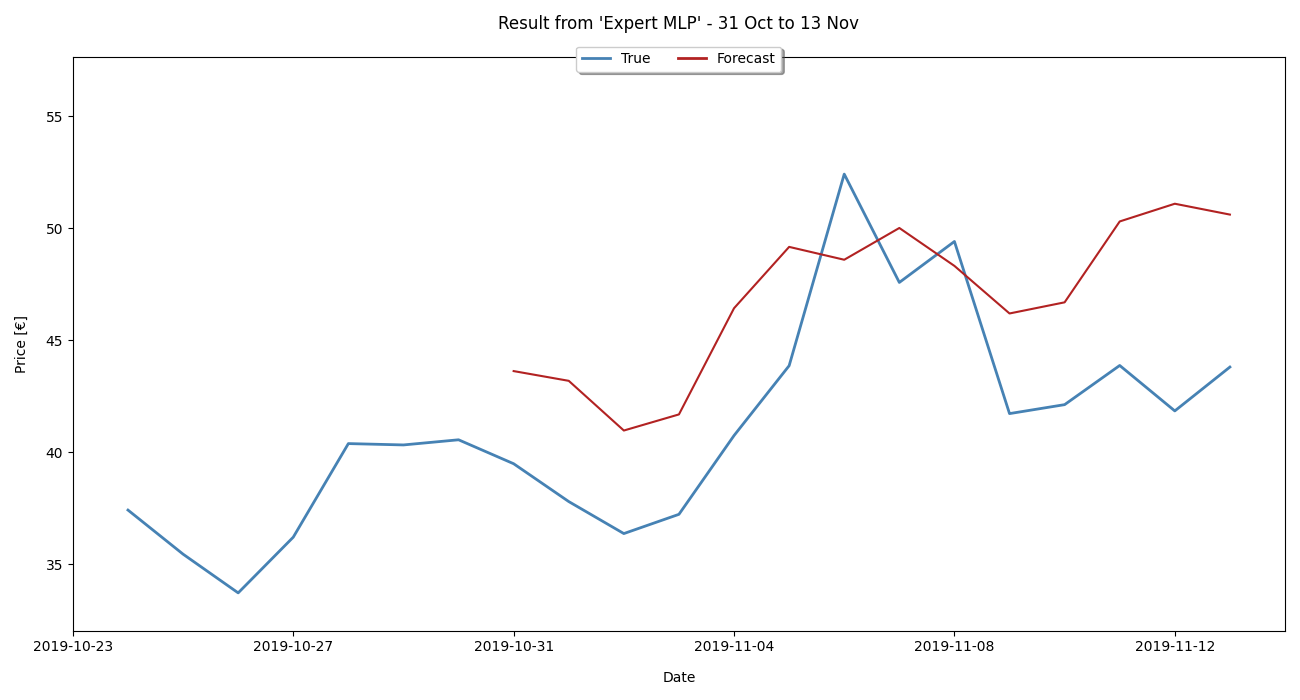 Result from 'Expert MLP' - 31 Oct to 13 Nov
True Forecast
55
50
45
40
35
Price [€]
2019-10-23 2019-10-27 2019-10-31 2019-11-04 2019-11-08 2019-11-12
Date